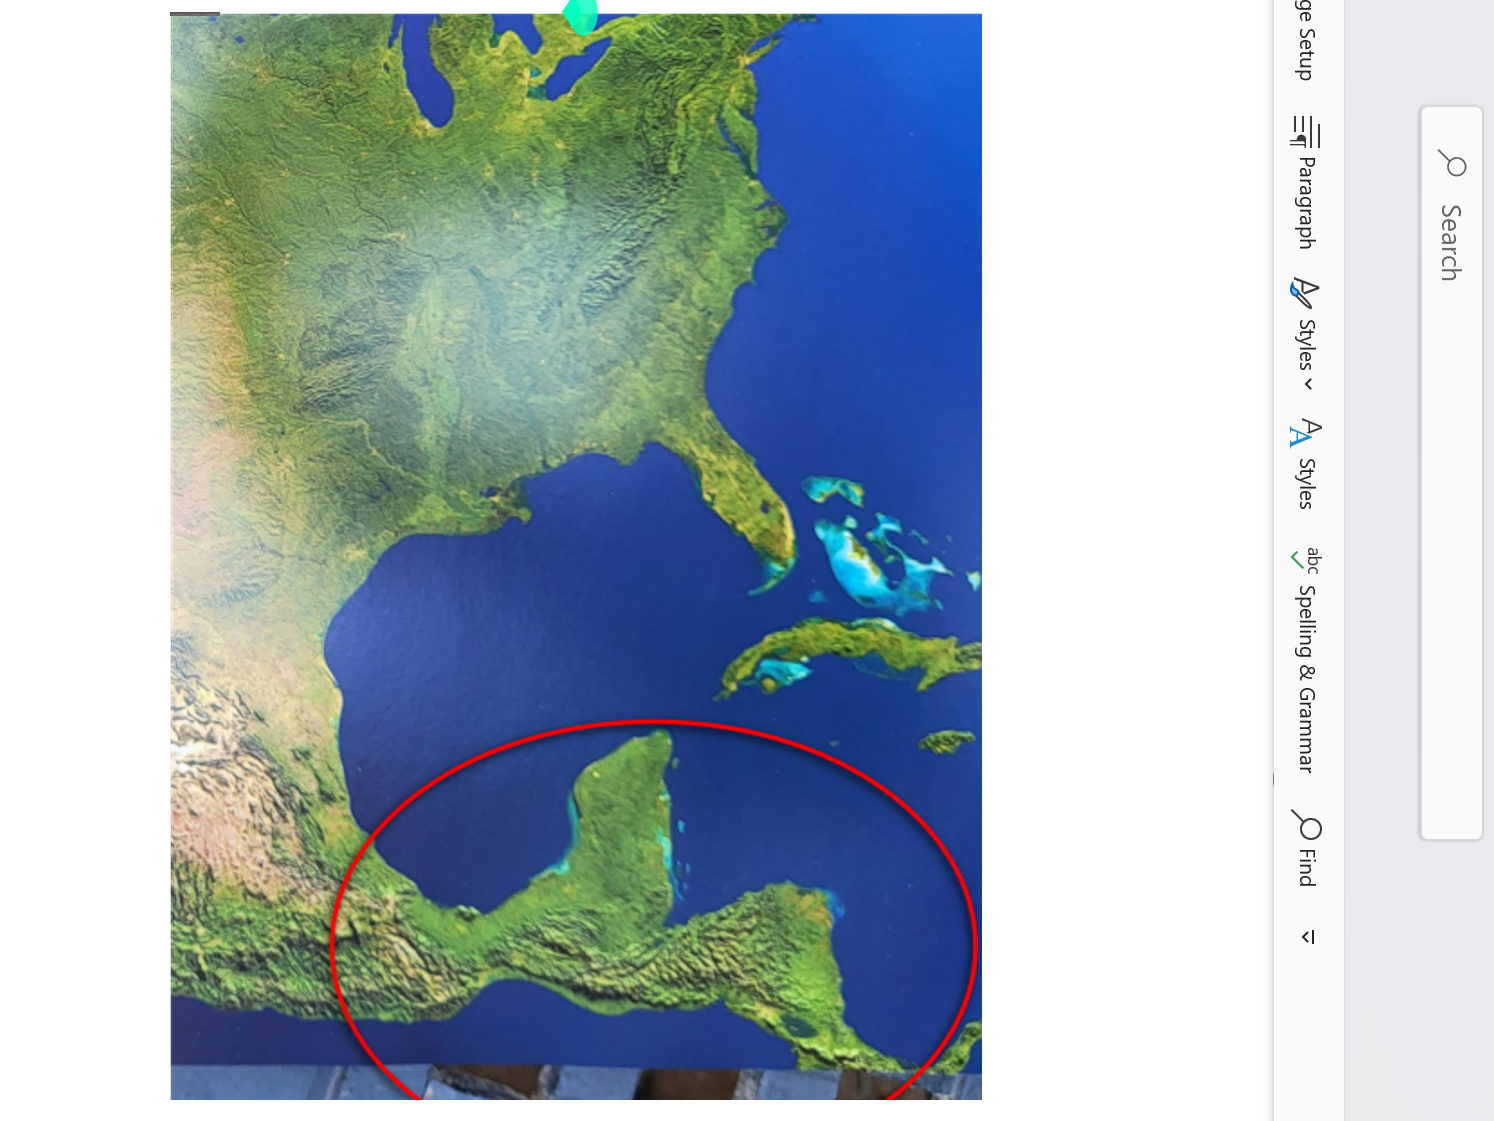 Search
ge Setup
Paragraph
Styles
Styles
abc
Spelling & Grammar
Find